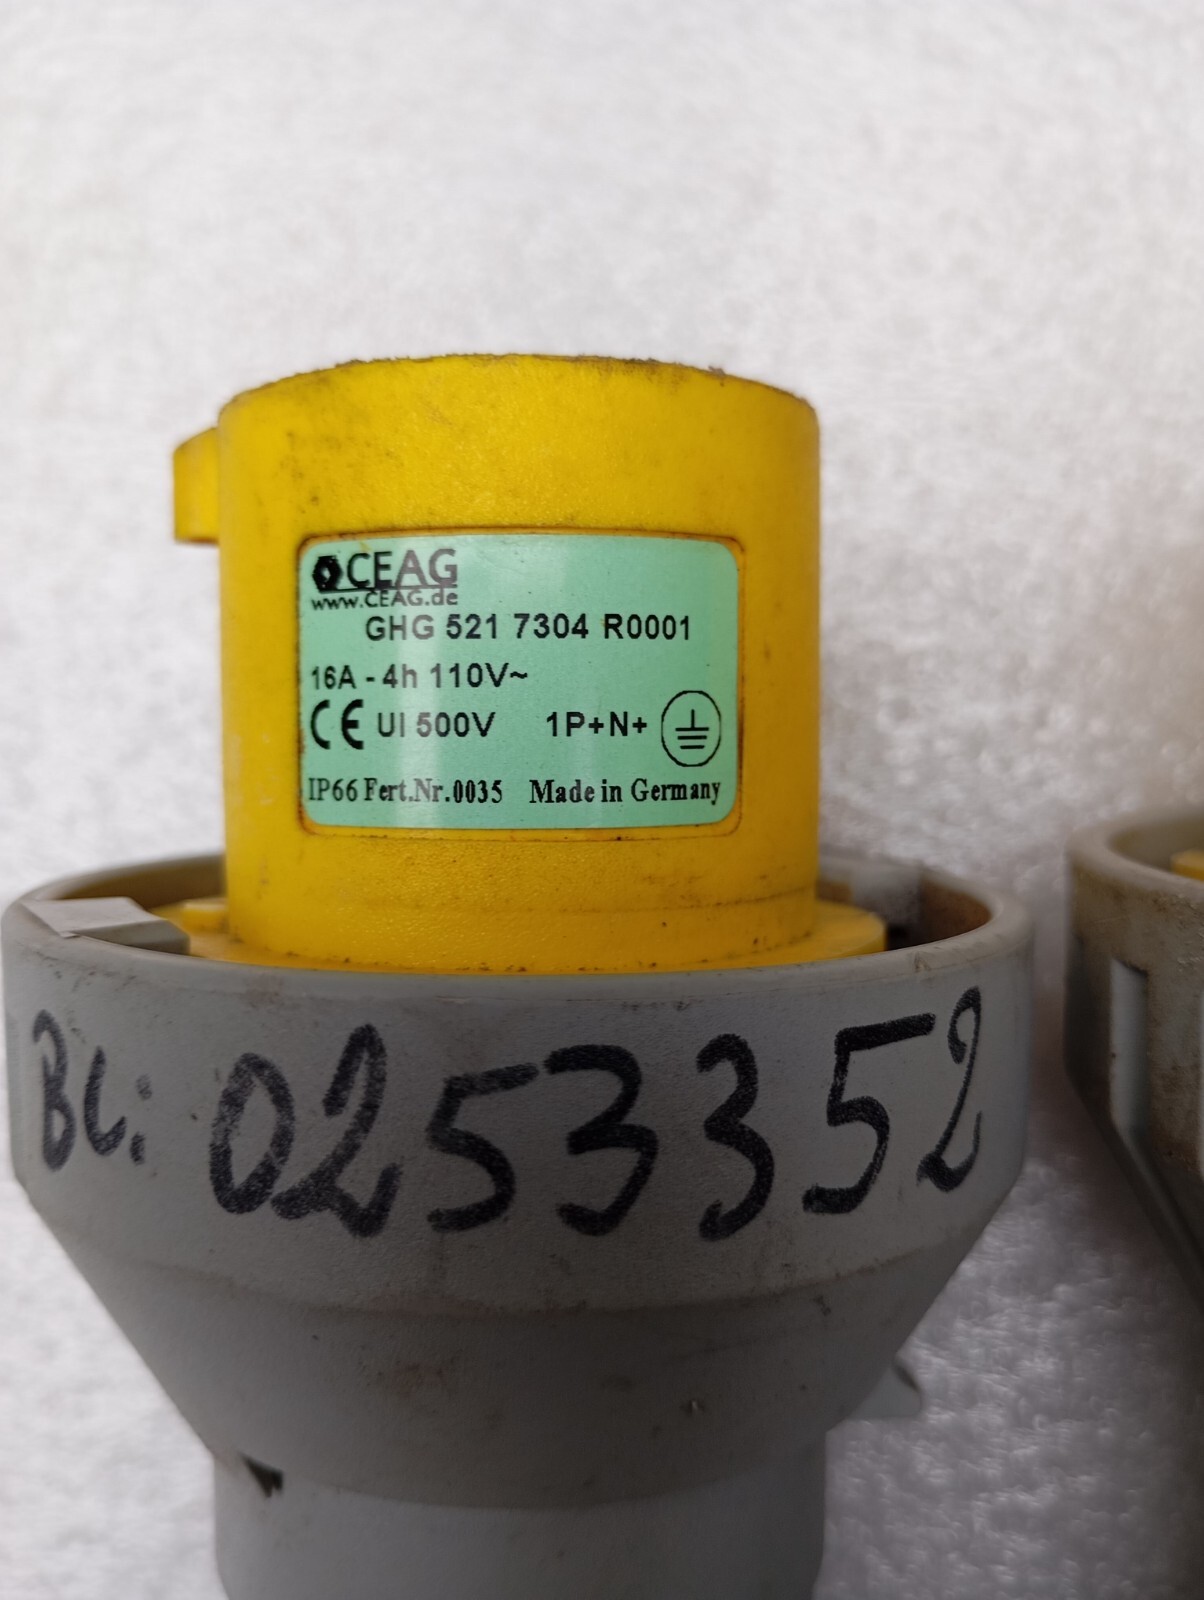 CEAG
www.CEAG.de
GHG 521 7304 R0001
16A - 4h 110V~
CE UI 500V 1P+N+
IP66 Fert.Nr.0035 Made in Germany
BC: 0253352